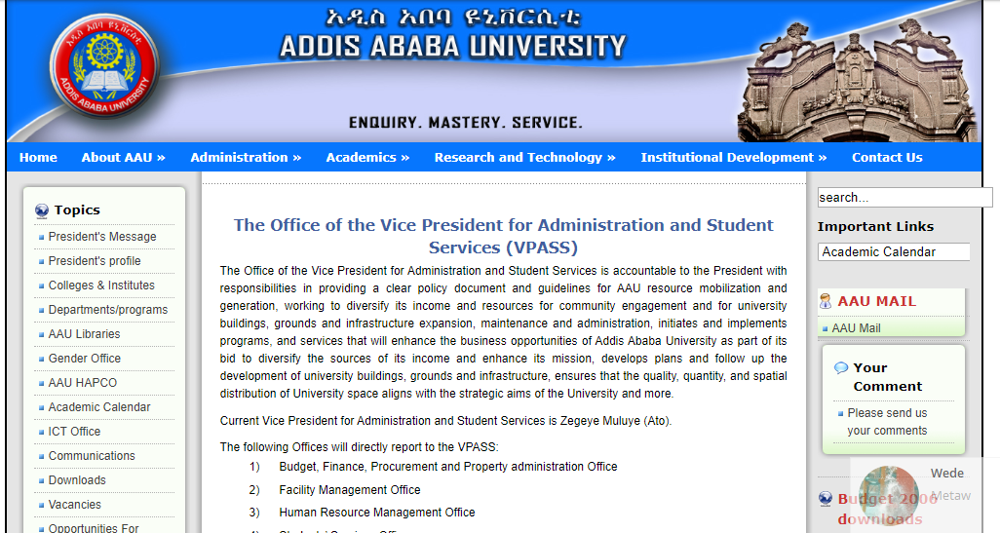 አዲስ አበባ ዩኒቨርሲቲ
ADDIS ABABA UNIVERSITY
አዲስ አበባ ዩኒቨርሲቲ
ADDIS ABABA UNIVERSITY
ENQUIRY. MASTERY. SERVICE.
Home About AAU » Administration » Academics » Research and Technology » Institutional Development » Contact Us
Topics
President's Message
President's profile
Colleges & Institutes
Departments/programs
AAU Libraries
Gender Office
AAU HAPCO
Academic Calendar
ICT Office
Communications
Downloads
Vacancies
Opportunities For
The Office of the Vice President for Administration and Student
Services (VPASS)
The Office of the Vice President for Administration and Student Services is accountable to the President with
responsibilities in providing a clear policy document and guidelines for AAU resource mobilization and
generation, working to diversify its income and resources for community engagement and for university
buildings, grounds and infrastructure expansion, maintenance and administration, initiates and implements
programs, and services that will enhance the business opportunities of Addis Ababa University as part of its
bid to diversify the sources of its income and enhance its mission, develops plans and follow up the
development of university buildings, grounds and infrastructure, ensures that the quality, quantity, and spatial
distribution of University space aligns with the strategic aims of the University and more.
Current Vice President for Administration and Student Services is Zegeye Muluye (Ato).
The following Offices will directly report to the VPASS:
1) Budget, Finance, Procurement and Property administration Office
2) Facility Management Office
3) Human Resource Management Office
search...
Important Links
Academic Calendar
AAU MAIL
AAU Mail
Your
Comment
Please send us
your comments
Budget 2006
downloads
Wede
Metaw